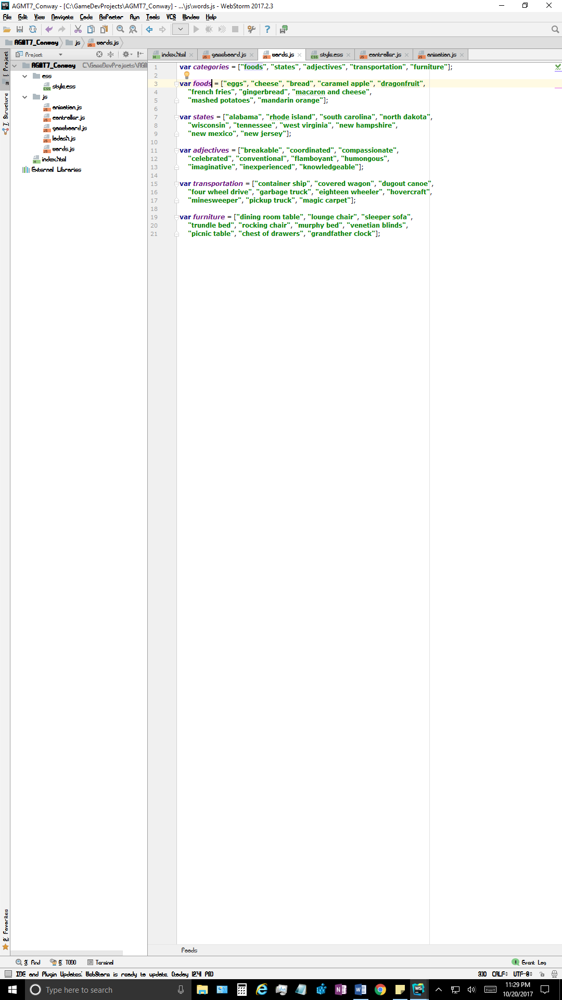 AGMT7_Conway - [C:\GameDevProjects\AGMT7_Conway] - ...\js\words.js - WebStorm 2017.2.3
File Edit View Navigate Code Refactor Run Tools VCS Window Help
AGMT7_Conway js words.js
Project
index.html gameboard.js words.js style.css controller.js animation.js
1: Project
7: Structure
2: Favorites
AGMT7_Conway C:\GameDevProjects\AGM
css
style.css
js
animation.js
controller.js
gameboard.js
lodash.js
words.js
index.html
External Libraries
1 var categories = ["foods", "states", "adjectives", "transportation", "furniture"];
2
3 var foods = ["eggs", "cheese", "bread", "caramel apple", "dragonfruit",
4 "french fries", "gingerbread", "macaron and cheese",
5 "mashed potatoes", "mandarin orange"];
6
7 var states = ["alabama", "rhode island", "south carolina", "north dakota",
8 "wisconsin", "tennessee", "west virginia", "new hampshire",
9 "new mexico", "new jersey"];
10
11 var adjectives = ["breakable", "coordinated", "compassionate",
12 "celebrated", "conventional", "flamboyant", "humongous",
13 "imaginative", "inexperienced", "knowledgeable"];
14
15 var transportation = ["container ship", "covered wagon", "dugout canoe",
16 "four wheel drive", "garbage truck", "eighteen wheeler", "hovercraft",
17 "minesweeper", "pickup truck", "magic carpet"];
18
19 var furniture = ["dining room table", "lounge chair", "sleeper sofa",
20 "trundle bed", "rocking chair", "murphy bed", "venetian blinds",
21 "picnic table", "chest of drawers", "grandfather clock"];
foods
3: Find 6: TODO Terminal Event Log
IDE and Plugin Updates: WebStorm is ready to update. (today 12:41 PM) 3:10 CRLF UTF-8
Type here to search
11:29 PM
10/20/2017